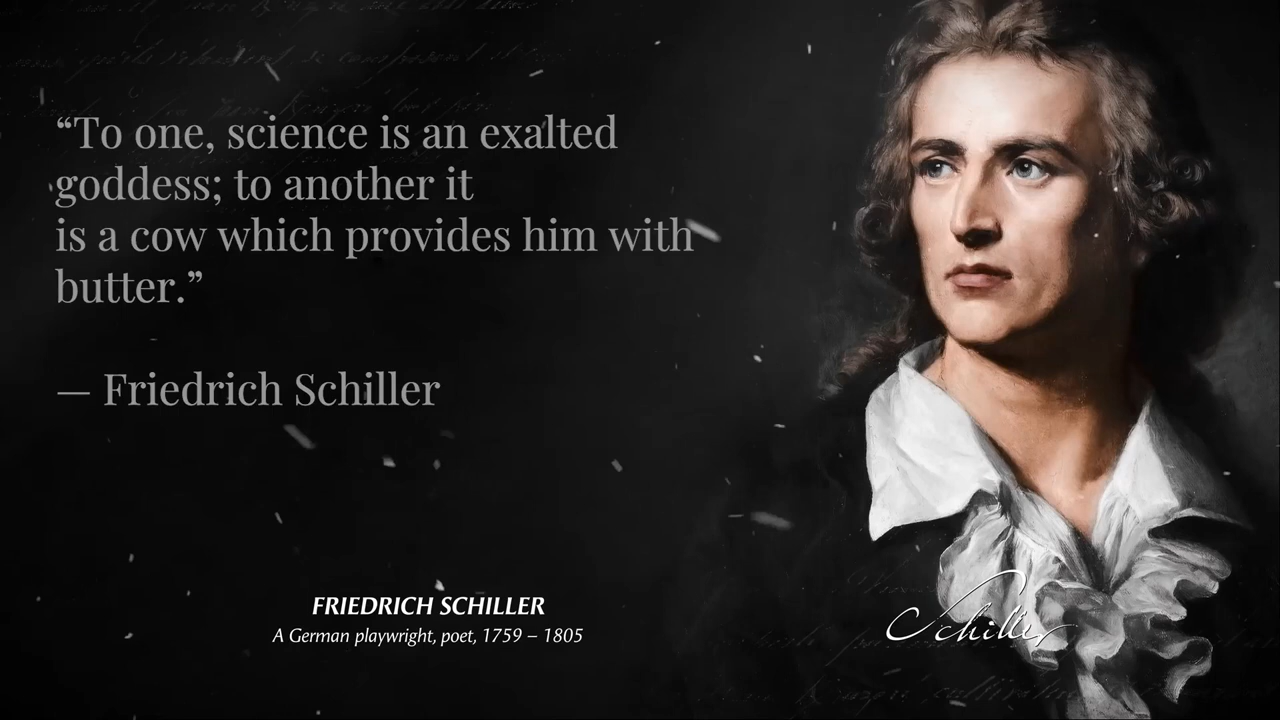 “To one, science is an exalted
goddess; to another it
is a cow which provides him with
butter.”
— Friedrich Schiller
FRIEDRICH SCHILLER
A German playwright, poet, 1759 – 1805
Schiller